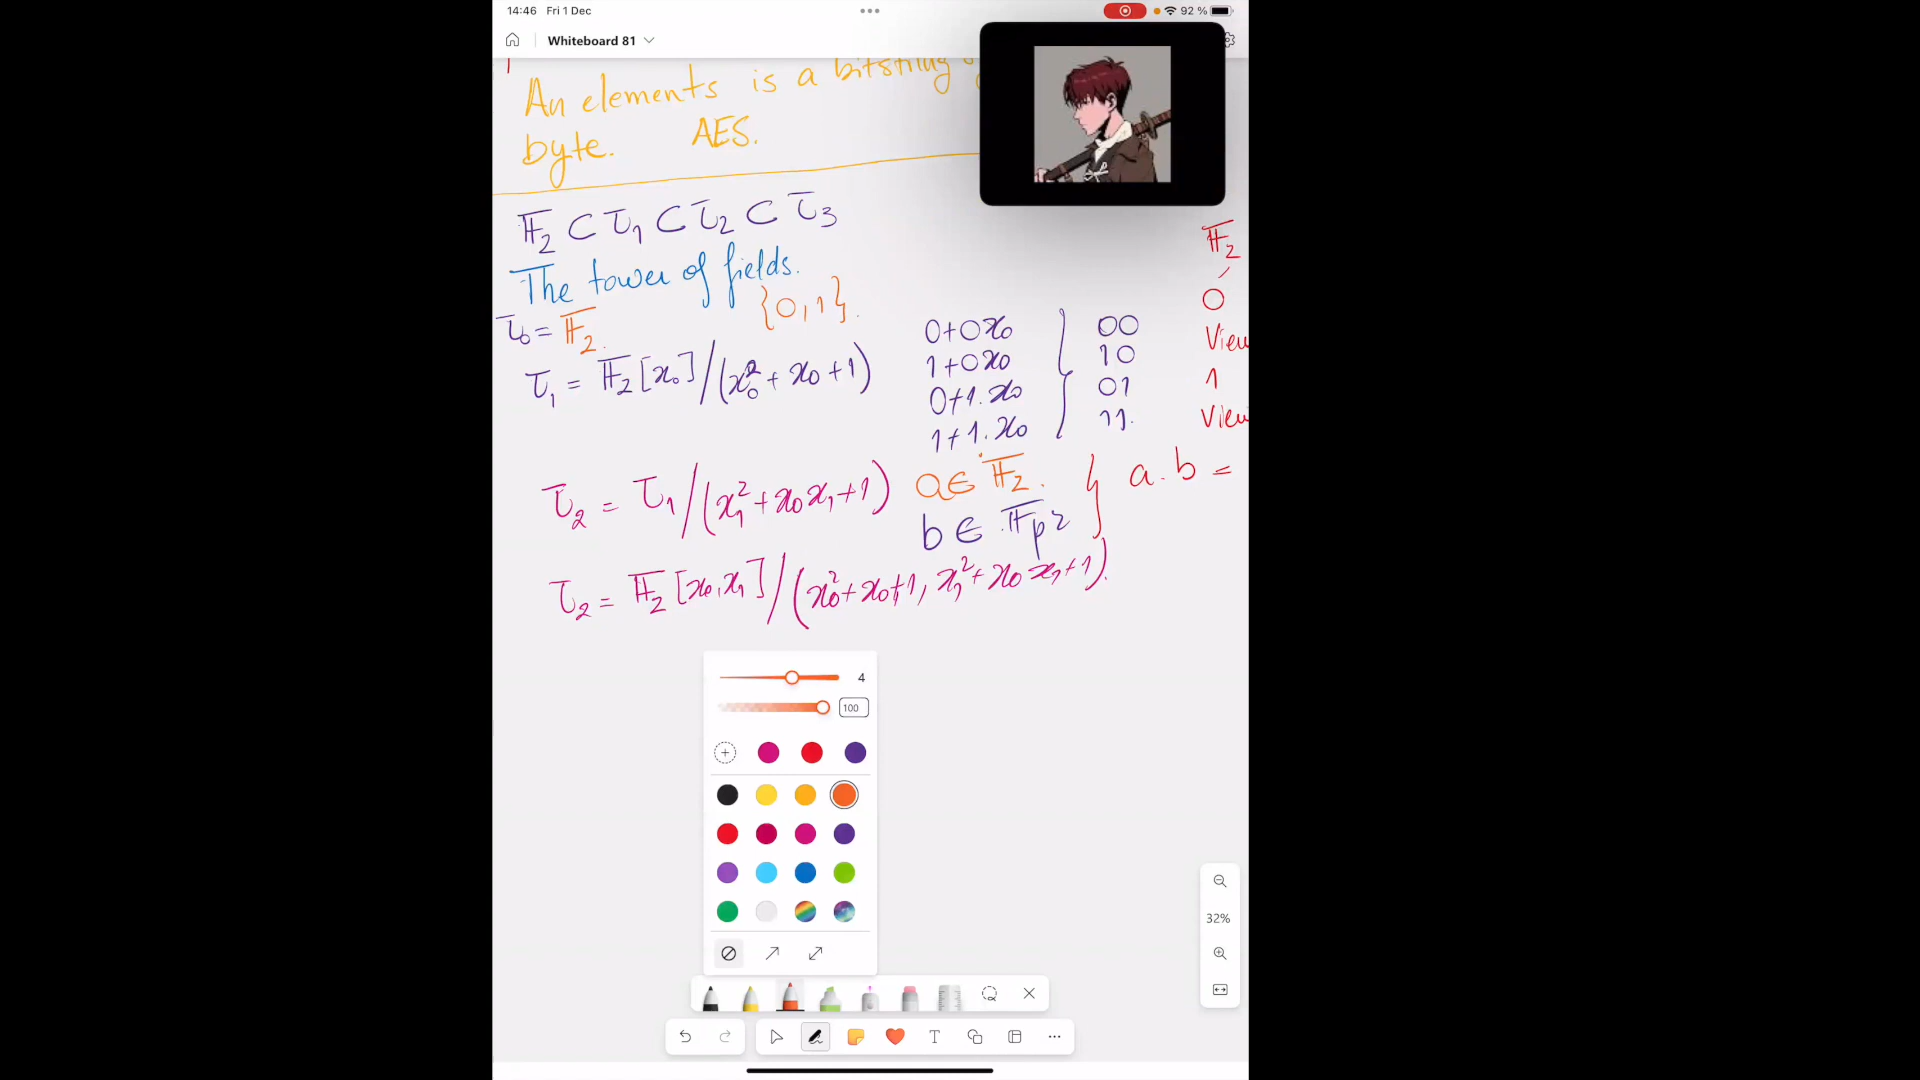 14:46 Fri 1 Dec
92 %
Whiteboard 81
An elements is a bitstring
byte. AES.
𝔽₂ ⊂ τ₁ ⊂ τ₂ ⊂ τ₃
The tower of fields.
τ₀ = 𝔽₂. {0,1}.
τ₁ = 𝔽₂[x₀]/(x₀² + x₀ + 1)
0+0x₀ 00
1+0x₀ 10
0+1.x₀ 01
1+1.x₀ 11.
𝔽₂
0
View
1
View
τ₂ = τ₁/(x₁² + x₀x₁ + 1)
a ∈ 𝔽₂.
b ∈ 𝔽p²
} a.b =
τ₂ = 𝔽₂[x₀,x₁]/(x₀² + x₀ + 1, x₁² + x₀x₁ + 1).
4
100
32%
T